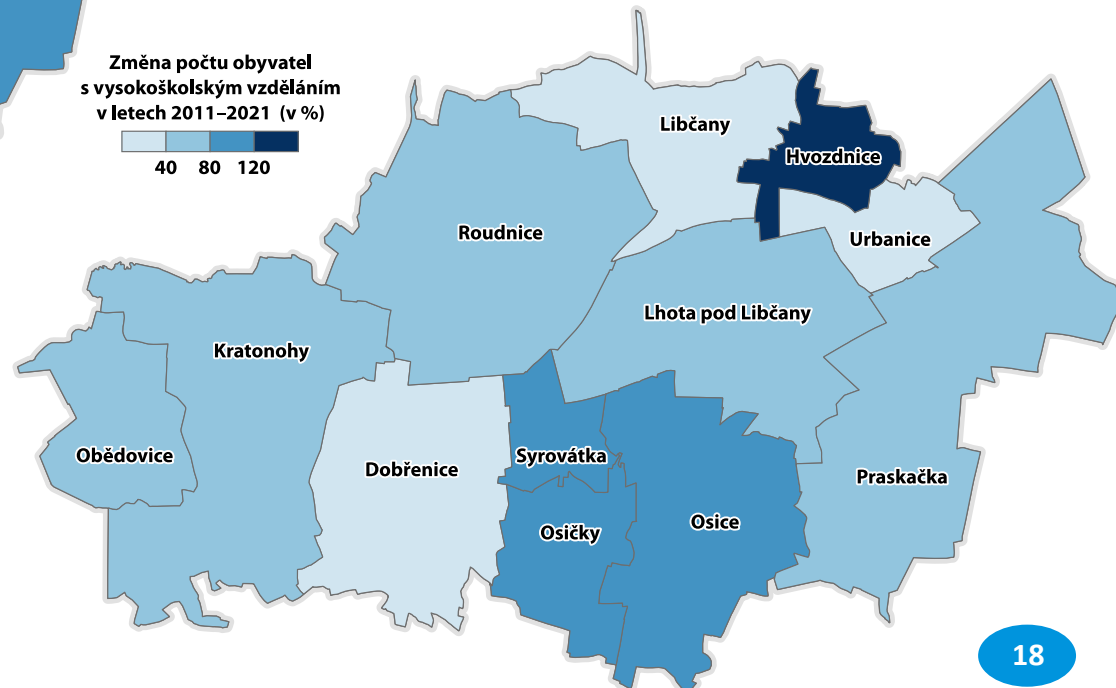 Změna počtu obyvatel
s vysokoškolským vzděláním
v letech 2011–2021 (v %)
40 80 120
Libčany
Hvozdnice
Roudnice
Urbanice
Lhota pod Libčany
Kratonohy
Obědovice
Dobřenice
Syrovátka
Praskačka
Osice
Osičky
18